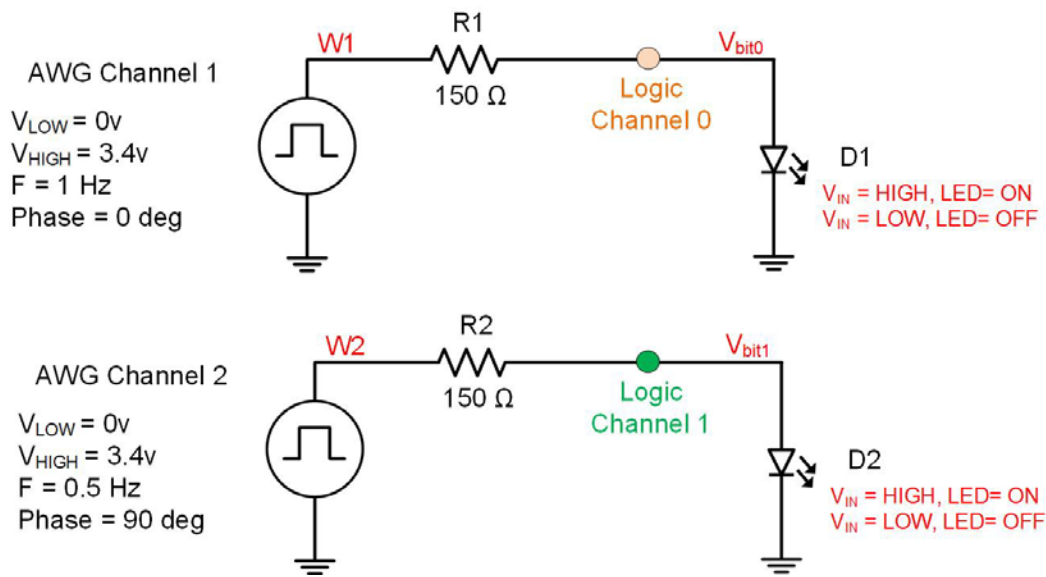 R1
W1
V_bit0
AWG Channel 1
150 Ω
Logic
Channel 0
V_LOW = 0v
V_HIGH = 3.4v
F = 1 Hz
Phase = 0 deg
D1
V_IN = HIGH, LED= ON
V_IN = LOW, LED= OFF
R2
W2
V_bit1
AWG Channel 2
150 Ω
Logic
Channel 1
V_LOW = 0v
V_HIGH = 3.4v
F = 0.5 Hz
Phase = 90 deg
D2
V_IN = HIGH, LED= ON
V_IN = LOW, LED= OFF